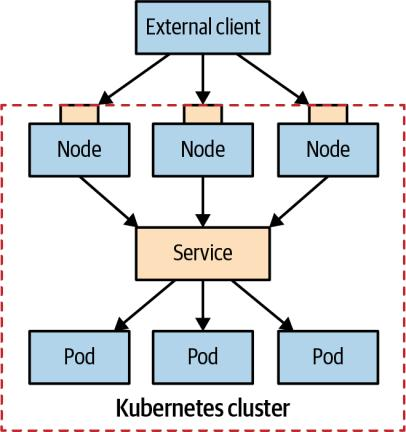 External client
Node
Node
Node
Service
Pod
Pod
Pod
Kubernetes cluster